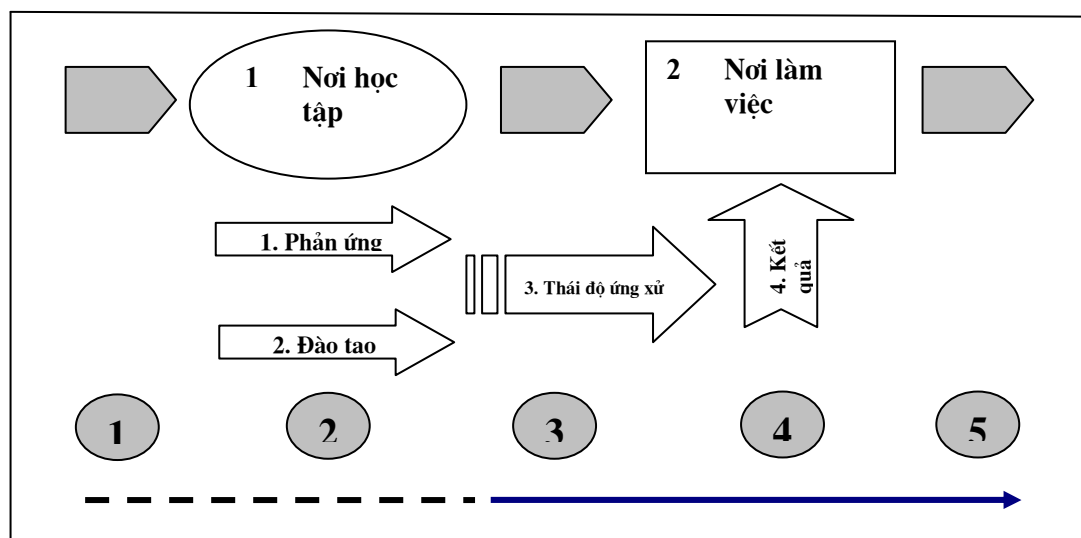 1 Nơi học
tập
2 Nơi làm
việc
1. Phản ứng
2. Đào tao
3. Thái độ ứng xử
4. Kết
quả
1 2 3 4 5